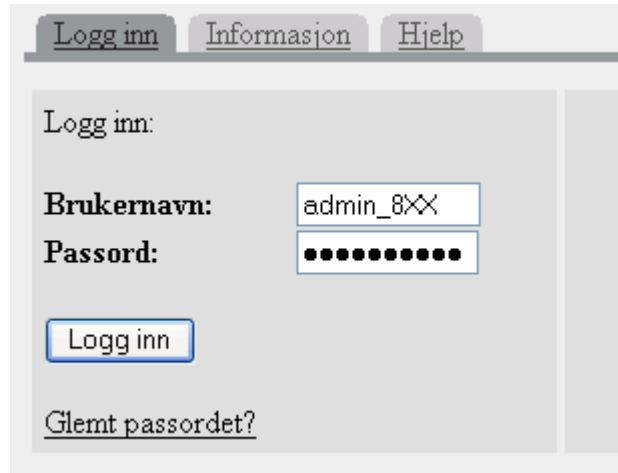 Logg inn Informasjon Hjelp
Logg inn:
Brukernavn: admin_8XX
Passord: ●●●●●●●●●●
Logg inn
Glemt passordet?